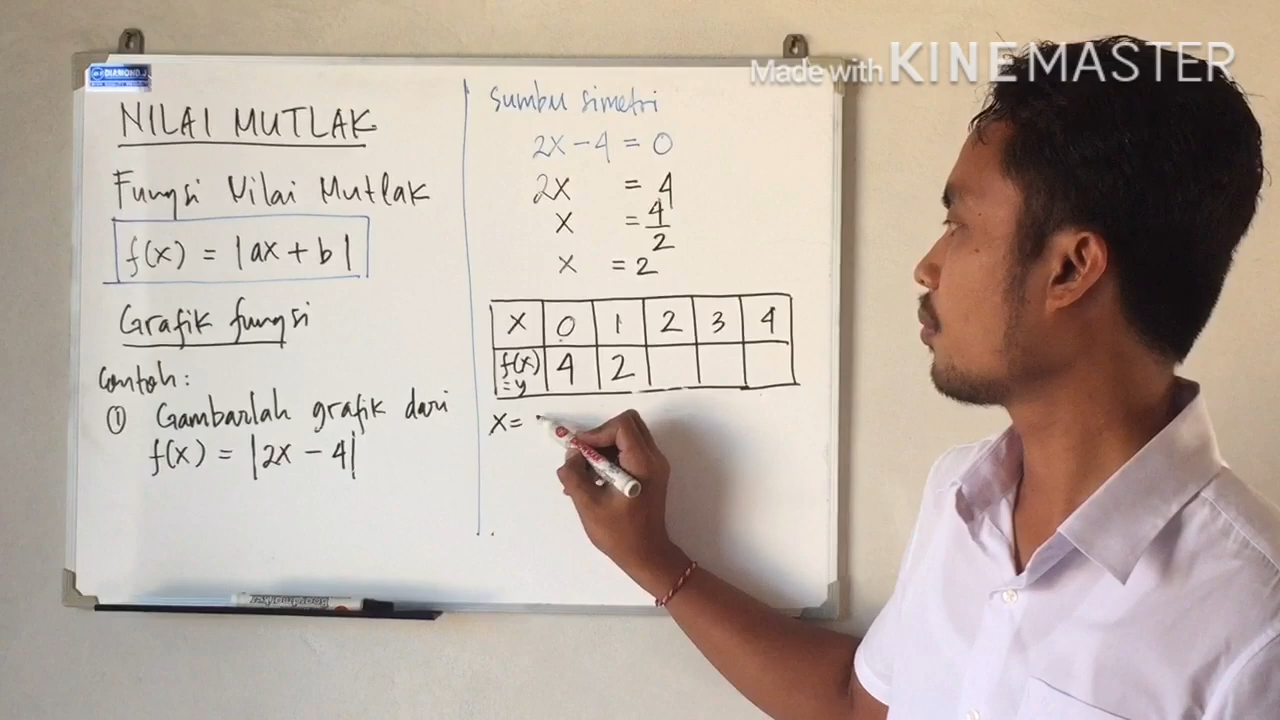 Made with KINEMASTER
DIAMOND.J
NILAI MUTLAK
Fungsi Nilai Mutlak
f(x) = |ax + b|
Grafik fungsi
Contoh:
① Gambarlah grafik dari
f(x) = |2x - 4|
Sumbu simetri
2x - 4 = 0
2x = 4
x = 4/2
x = 2
x 0 1 2 3 4
f(x) = y 4 2
x =